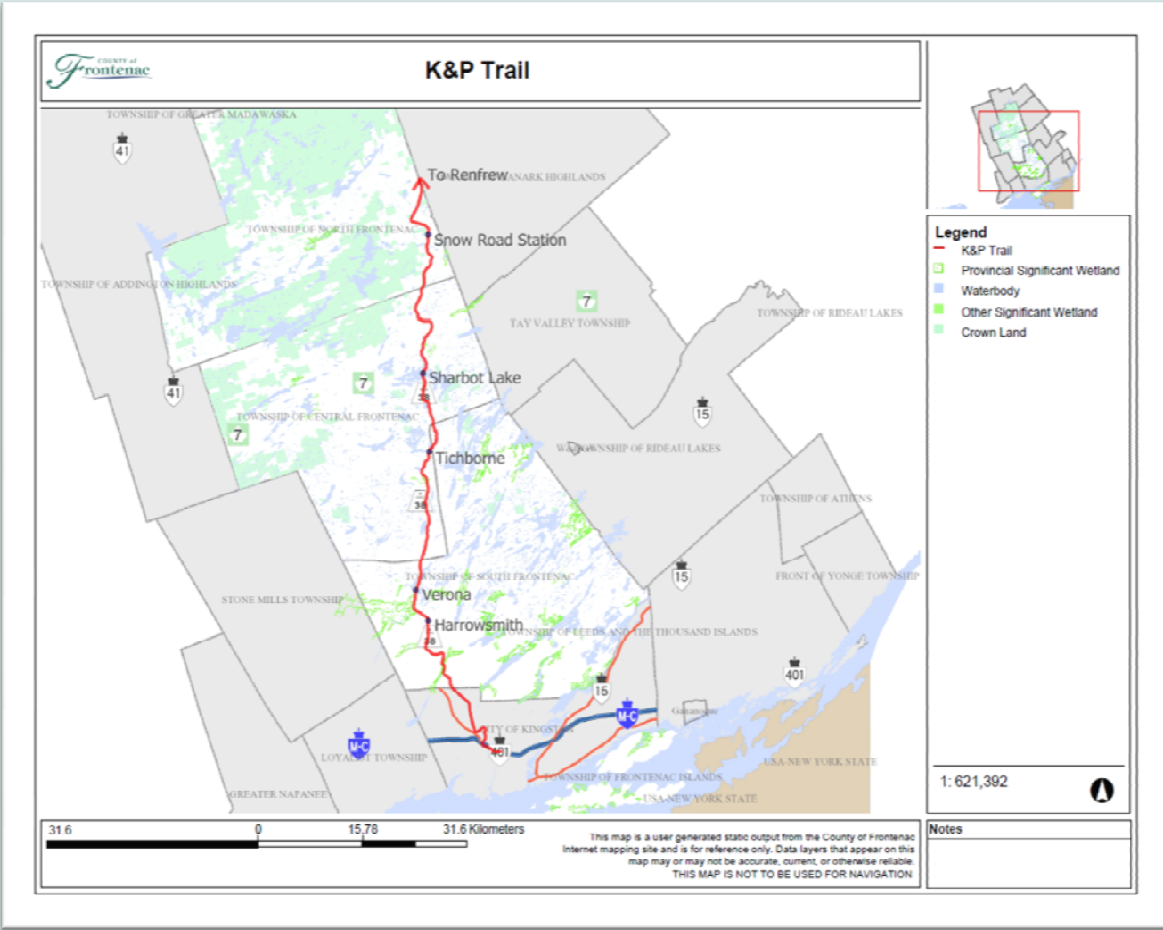 COUNTY of
Frontenac
K&P Trail
TOWNSHIP OF GREATER MADAWASKA
41
To Renfrew
LANARK HIGHLANDS
TOWNSHIP OF NORTH FRONTENAC
Snow Road Station
TOWNSHIP OF ADDINGTON HIGHLANDS
7
TAY VALLEY TOWNSHIP
TOWNSHIP OF RIDEAU LAKES
Sharbot Lake
7
41
38
15
TOWNSHIP OF CENTRAL FRONTENAC
7
TOWNSHIP OF RIDEAU LAKES
Tichborne
38
TOWNSHIP OF ATHENS
TOWNSHIP OF SOUTH FRONTENAC
15
FRONT OF YONGE TOWNSHIP
Verona
STONE MILLS TOWNSHIP
Harrowsmith
TOWNSHIP OF LEEDS AND THE THOUSAND ISLANDS
38
401
15
M-C
Gananoque
CITY OF KINGSTON
M-C
401
LOYALIST TOWNSHIP
USA-NEW YORK STATE
TOWNSHIP OF FRONTENAC ISLANDS
GREATER NAPANEE
USA-NEW YORK STATE
Legend
K&P Trail
Provincial Significant Wetland
Waterbody
Other Significant Wetland
Crown Land
1: 621,392
31.6 0 15.78 31.6 Kilometers
This map is a user generated static output from the County of Frontenac
Internet mapping site and is for reference only. Data layers that appear on this
map may or may not be accurate, current, or otherwise reliable.
THIS MAP IS NOT TO BE USED FOR NAVIGATION
Notes